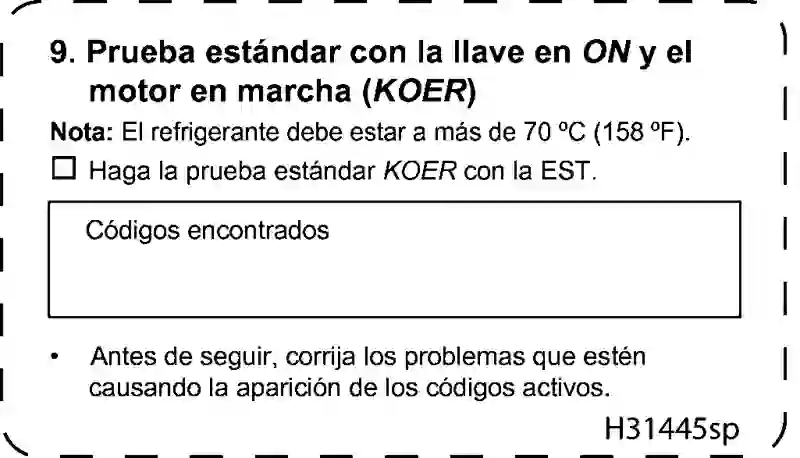 9. Prueba estándar con la llave en ON y el
motor en marcha (KOER)
Nota: El refrigerante debe estar a más de 70 ºC (158 ºF).
☐ Haga la prueba estándar KOER con la EST.
Códigos encontrados
• Antes de seguir, corrija los problemas que estén
causando la aparición de los códigos activos.
H31445sp